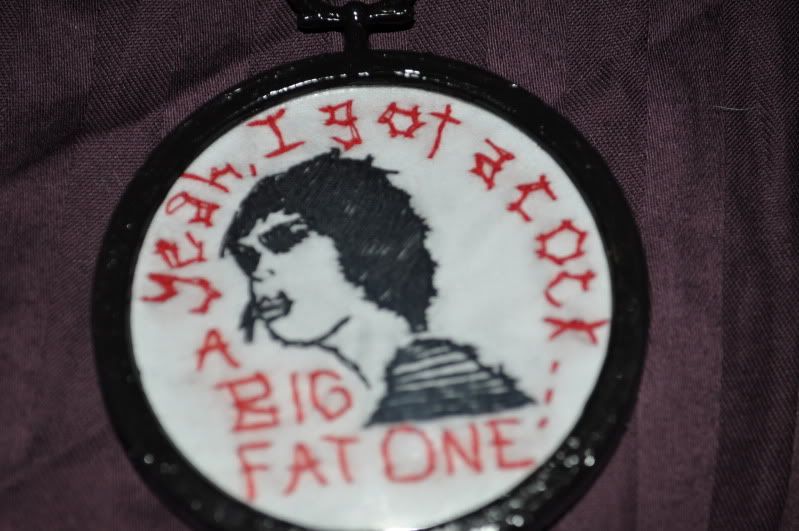 yeah, I got a cock...
A
BIG
FAT ONE.